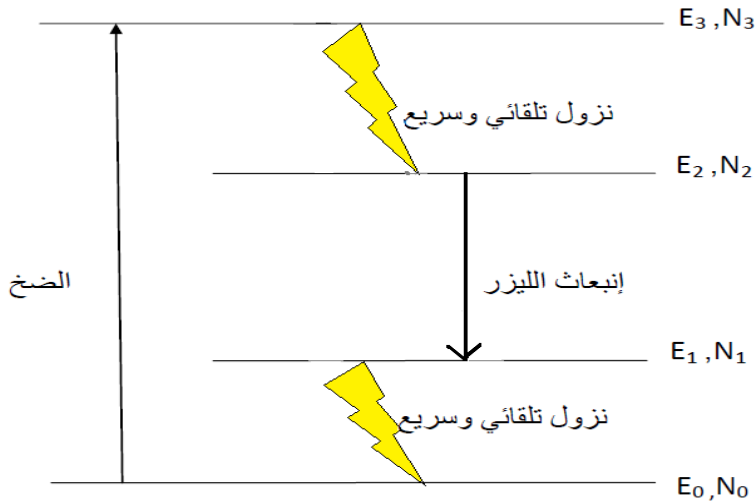 E₃ ,N₃
نزول تلقائي وسريع
E₂ ,N₂
الضخ
إنبعاث الليزر
E₁ ,N₁
نزول تلقائي وسريع
E₀ ,N₀